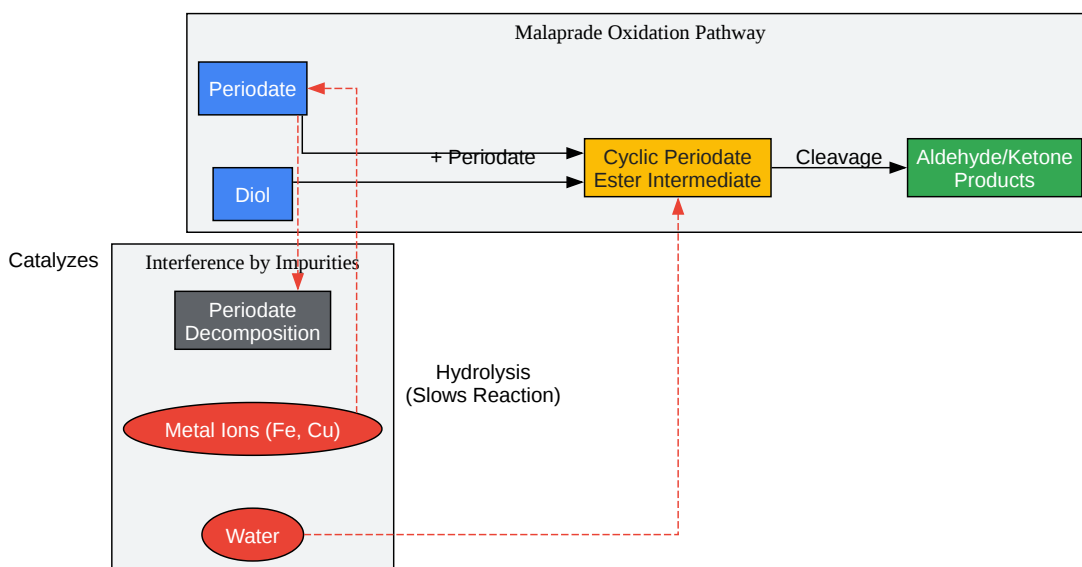 Malaprade Oxidation Pathway
Periodate
+ Periodate
Cyclic Periodate
Ester Intermediate
Cleavage
Aldehyde/Ketone
Products
Diol
Catalyzes
Interference by Impurities
Periodate
Decomposition
Hydrolysis
(Slows Reaction)
Metal Ions (Fe, Cu)
Water